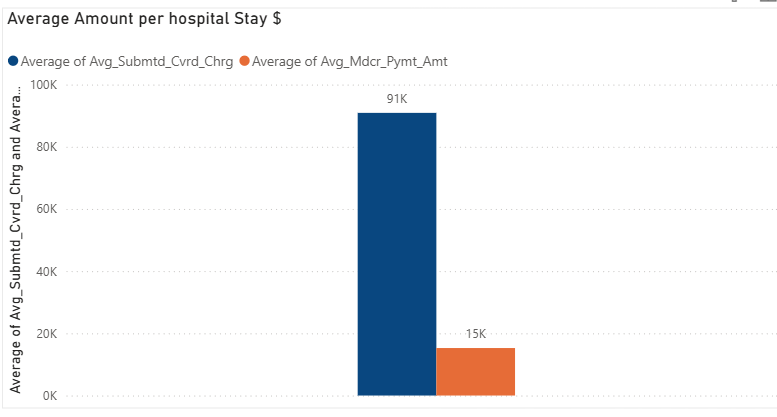 Average Amount per hospital Stay $
Average of Avg_Submtd_Cvrd_Chrg Average of Avg_Mdcr_Pymt_Amt
Average of Avg_Submtd_Cvrd_Chrg and Avera...
100K
80K
60K
40K
20K
0K
91K
15K